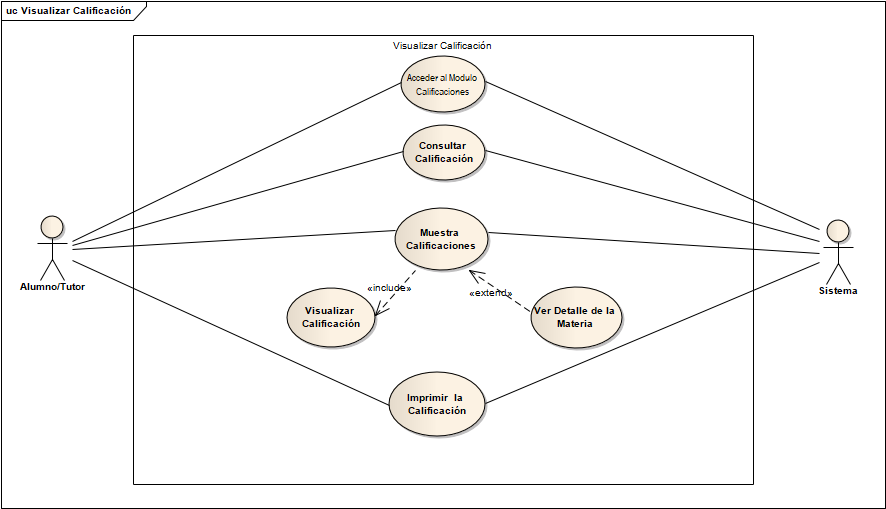 uc Visualizar Calificación
Visualizar Calificación
Acceder al Modulo
Calificaciones
Consultar
Calificación
Muestra
Calificaciones
«include»
«extend»
Alumno/Tutor
Sistema
Visualizar
Calificación
Ver Detalle de la
Materia
Imprimir la
Calificación